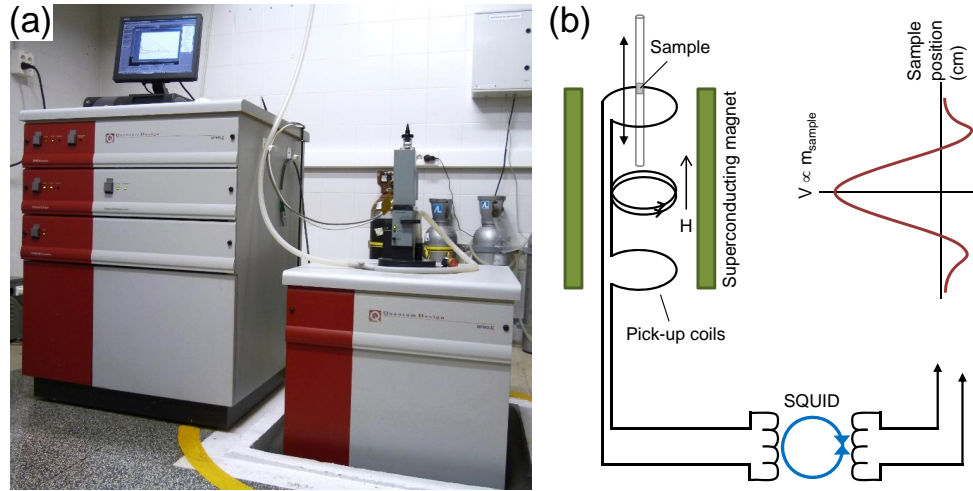 (a)
Quantum Design
Quantum Design
(b)
Sample
Superconducting magnet
H
Pick-up coils
SQUID
V ∝ m_sample
Sample
position
(cm)